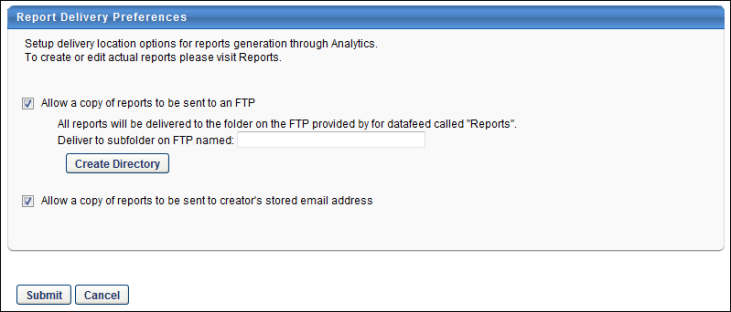 Report Delivery Preferences
Setup delivery location options for reports generation through Analytics.
To create or edit actual reports please visit Reports.
Allow a copy of reports to be sent to an FTP
All reports will be delivered to the folder on the FTP provided by for datafeed called "Reports".
Deliver to subfolder on FTP named:
Create Directory
Allow a copy of reports to be sent to creator's stored email address
Submit Cancel